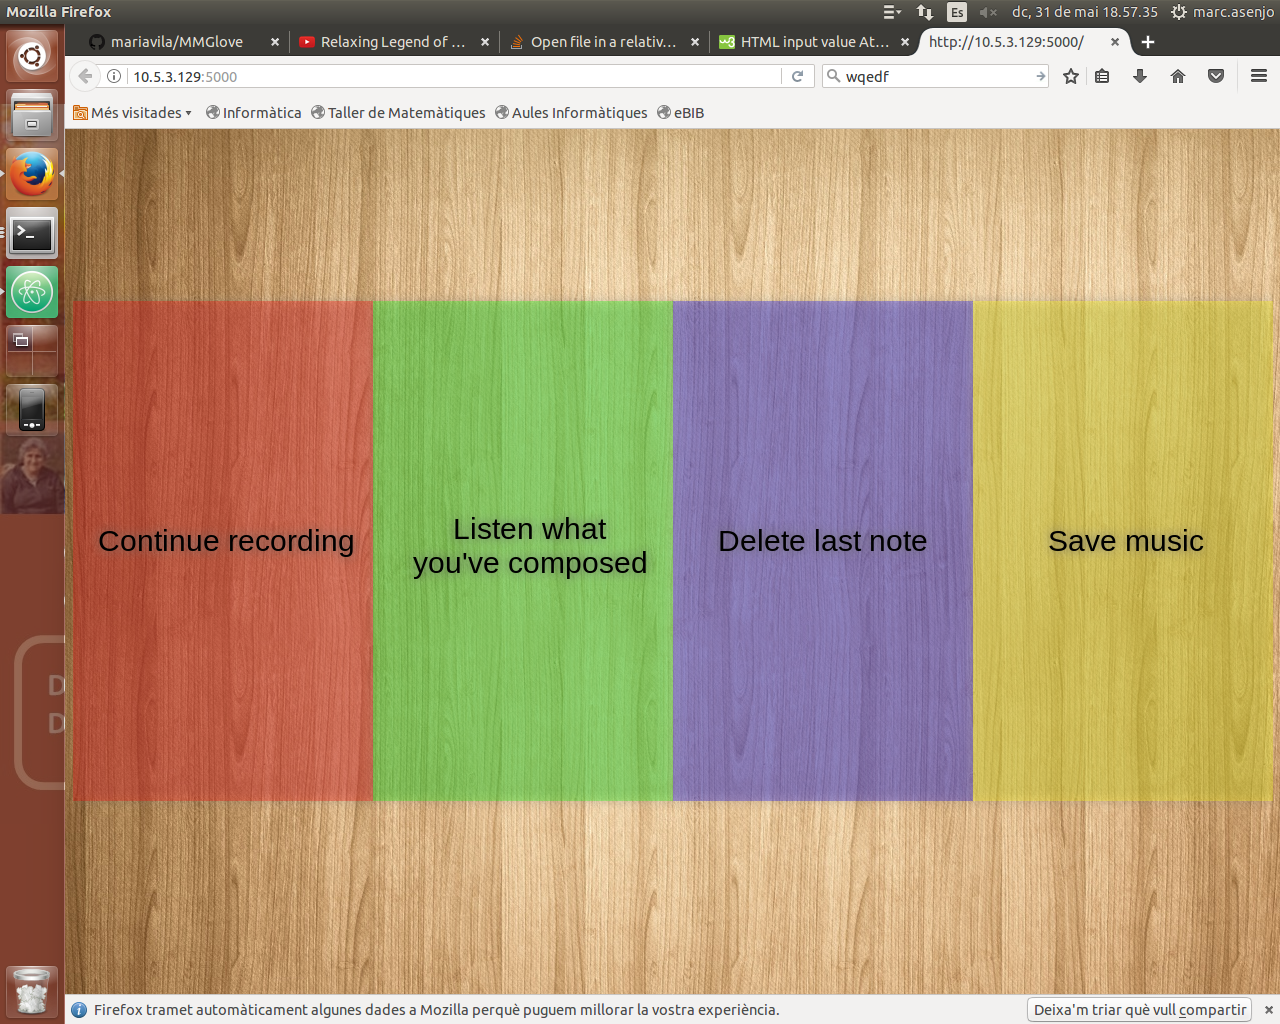 Mozilla Firefox
Es
dc, 31 de mai 18.57.35
marc.asenjo
mariavila/MMGlove
Relaxing Legend of ...
Open file in a relativ...
HTML input value At...
http://10.5.3.129:5000/
10.5.3.129:5000
wqedf
Més visitades
Informàtica
Taller de Matemàtiques
Aules Informàtiques
eBIB
Continue recording
Listen what
you've composed
Delete last note
Save music
D
D
Firefox tramet automàticament algunes dades a Mozilla perquè puguem millorar la vostra experiència.
Deixa'm triar què vull compartir